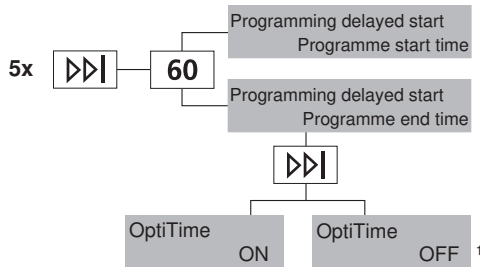 Programming delayed start
Programme start time
5x 60
Programming delayed start
Programme end time
OptiTime OptiTime
ON OFF 1